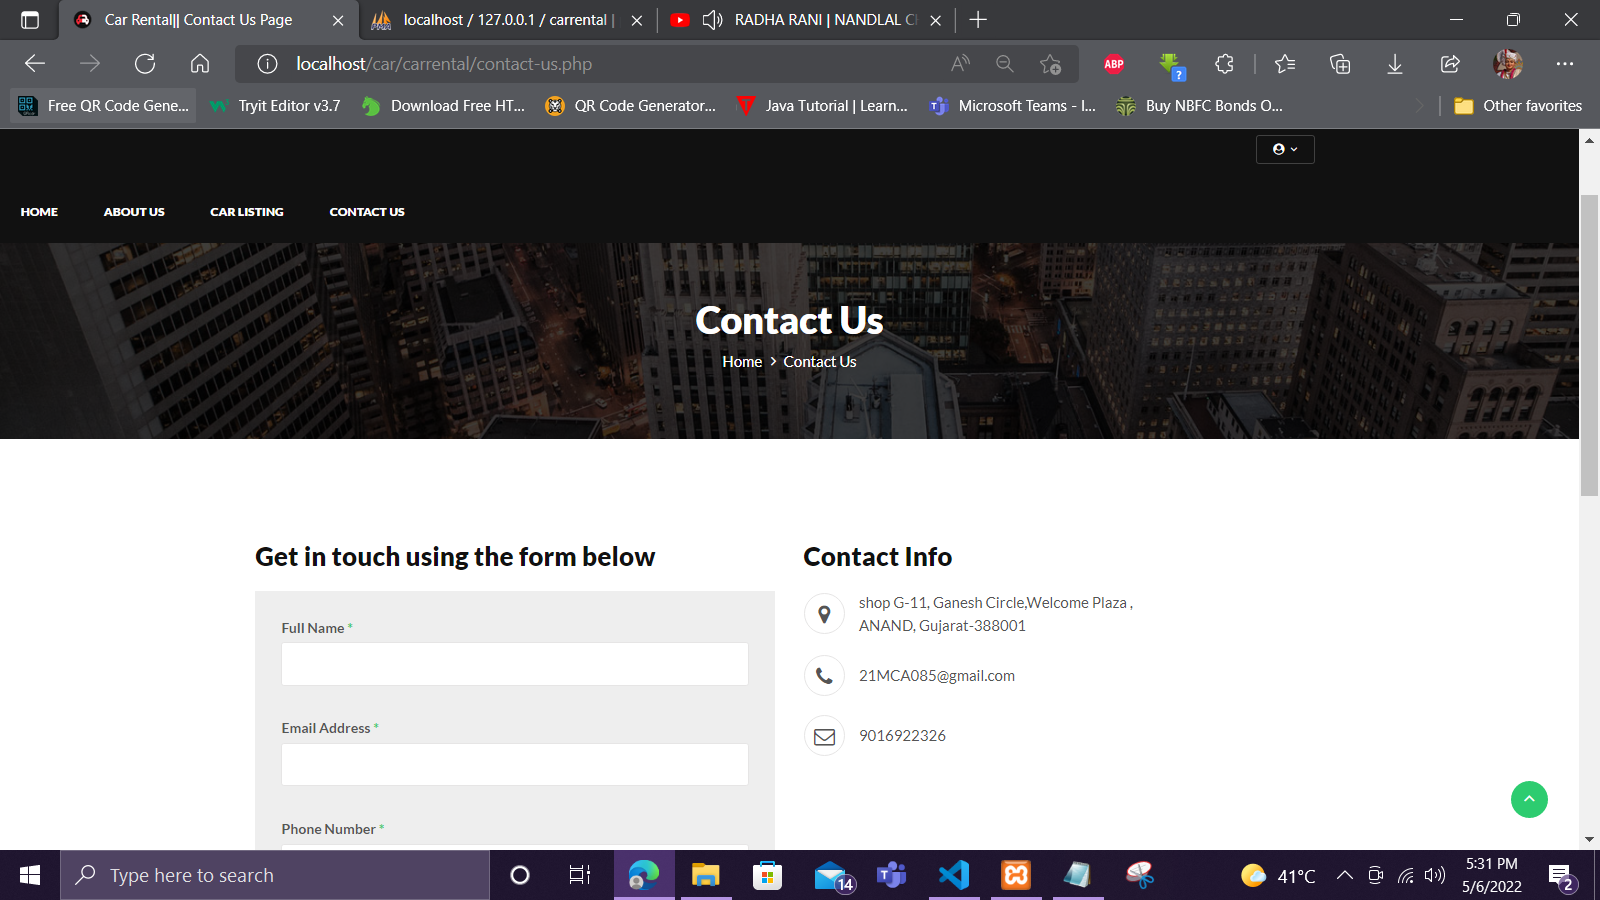 Car Rental|| Contact Us Page
localhost / 127.0.0.1 / carrental |
RADHA RANI | NANDLAL C
localhost/car/carrental/contact-us.php
ABP
Free QR Code Gene...
Tryit Editor v3.7
Download Free HT...
QR Code Generator...
Java Tutorial | Learn...
Microsoft Teams - I...
Buy NBFC Bonds O...
Other favorites
HOME
ABOUT US
CAR LISTING
CONTACT US
Contact Us
Home > Contact Us
Get in touch using the form below
Full Name *
Email Address *
Phone Number *
Contact Info
shop G-11, Ganesh Circle,Welcome Plaza ,
ANAND, Gujarat-388001
21MCA085@gmail.com
9016922326
Type here to search
14
41°C
5:31 PM
5/6/2022
2